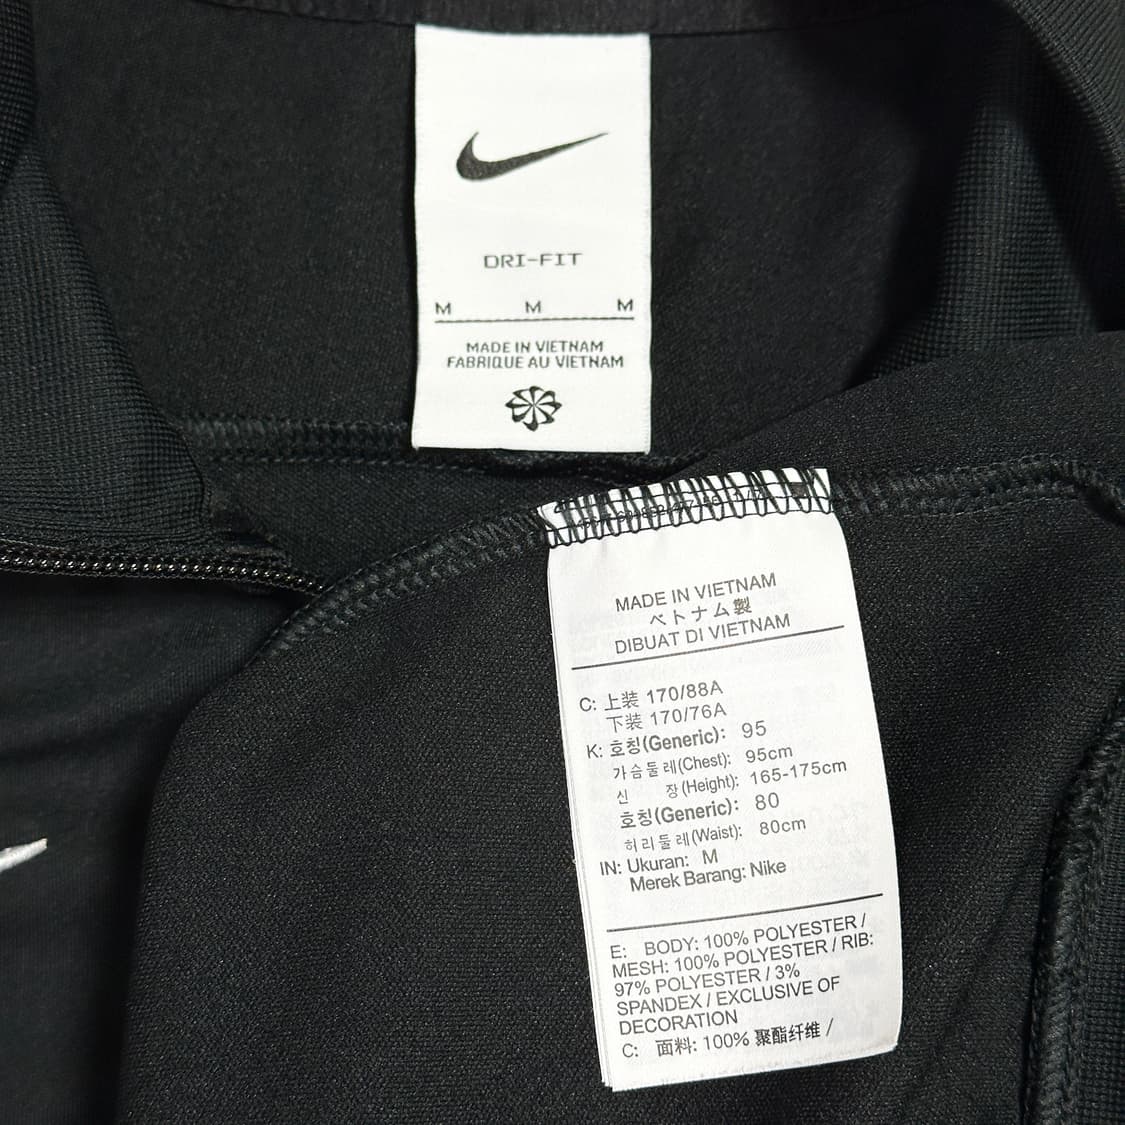 DRI-FIT
M M M
MADE IN VIETNAM
FABRIQUE AU VIETNAM
MADE IN VIETNAM
ベトナム製
DIBUAT DI VIETNAM
C: 上装 170/88A
下装 170/76A
K: 호칭(Generic): 95
가슴둘레(Chest): 95cm
신 장(Height): 165-175cm
호칭(Generic): 80
허리둘레(Waist): 80cm
IN: Ukuran: M
Merek Barang: Nike
E: BODY: 100% POLYESTER /
MESH: 100% POLYESTER / RIB:
97% POLYESTER / 3%
SPANDEX / EXCLUSIVE OF
DECORATION
C: 面料: 100% 聚酯纤维 /